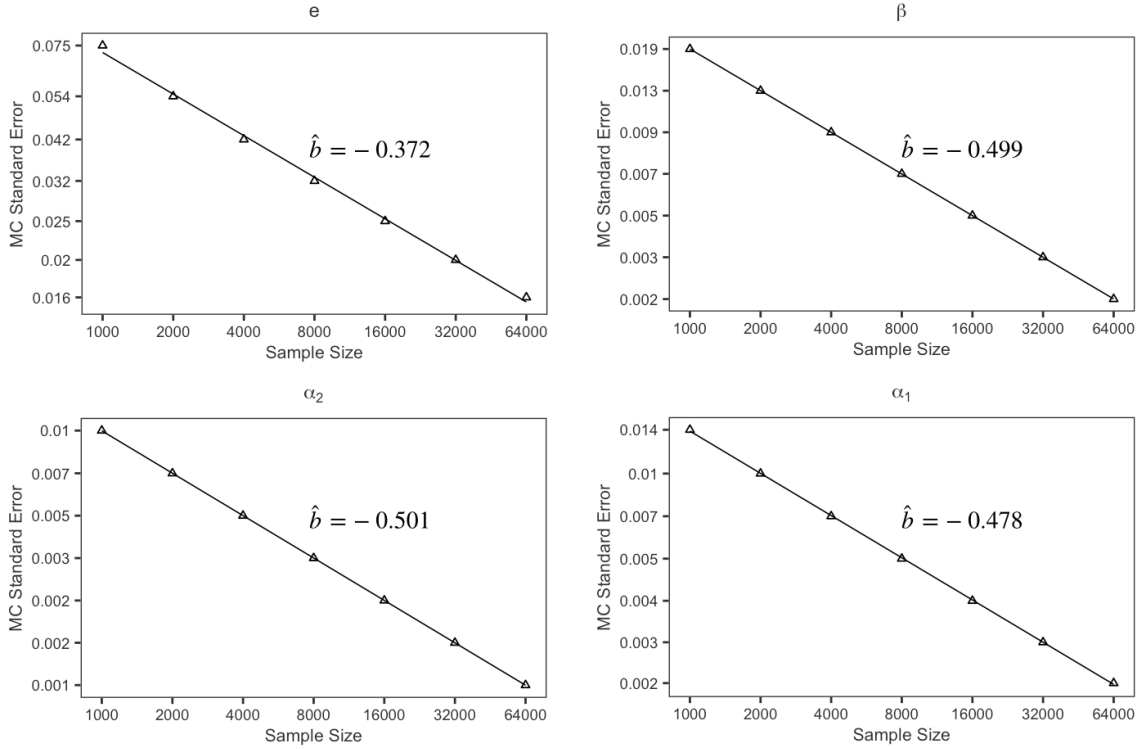 e
MC Standard Error
0.075
0.054
0.042
0.032
0.025
0.02
0.016
b̂ = − 0.372
1000 2000 4000 8000 16000 32000 64000
Sample Size
β
MC Standard Error
0.019
0.013
0.009
0.007
0.005
0.003
0.002
b̂ = − 0.499
1000 2000 4000 8000 16000 32000 64000
Sample Size
α₂
MC Standard Error
0.01
0.007
0.005
0.003
0.002
0.002
0.001
b̂ = − 0.501
1000 2000 4000 8000 16000 32000 64000
Sample Size
α₁
MC Standard Error
0.014
0.01
0.007
0.005
0.004
0.003
0.002
b̂ = − 0.478
1000 2000 4000 8000 16000 32000 64000
Sample Size